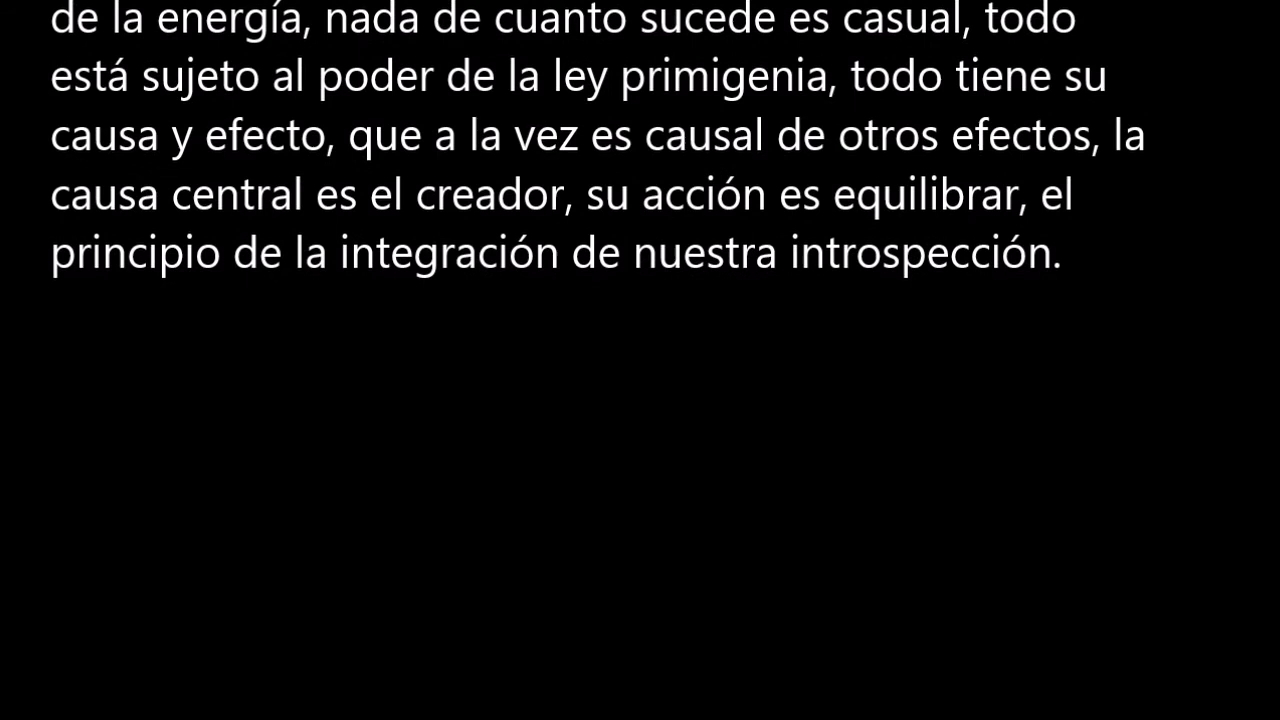 de la energía, nada de cuanto sucede es casual, todo
está sujeto al poder de la ley primigenia, todo tiene su
causa y efecto, que a la vez es causal de otros efectos, la
causa central es el creador, su acción es equilibrar, el
principio de la integración de nuestra introspección.